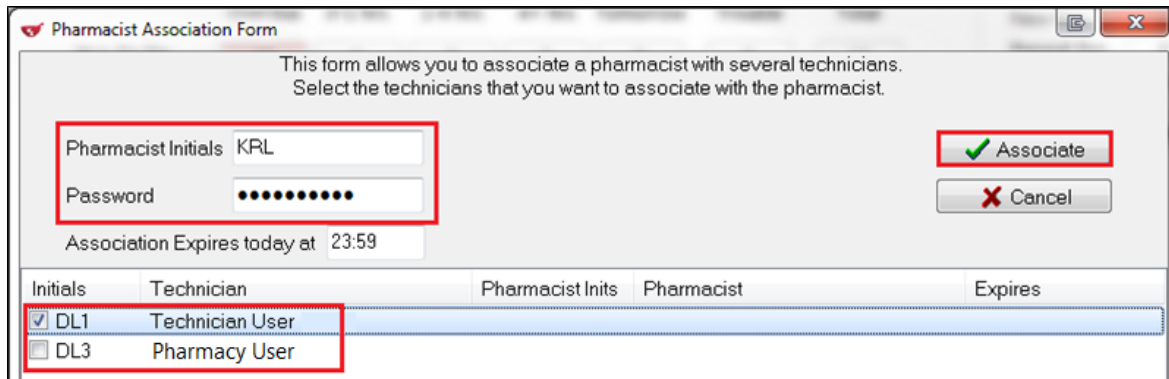 Pharmacist Association Form
This form allows you to associate a pharmacist with several technicians.
Select the technicians that you want to associate with the pharmacist.
Pharmacist Initials KRL
Associate
Password ●●●●●●●●●●
Cancel
Association Expires today at 23:59
Initials Technician Pharmacist Inits Pharmacist Expires
DL1 Technician User
DL3 Pharmacy User